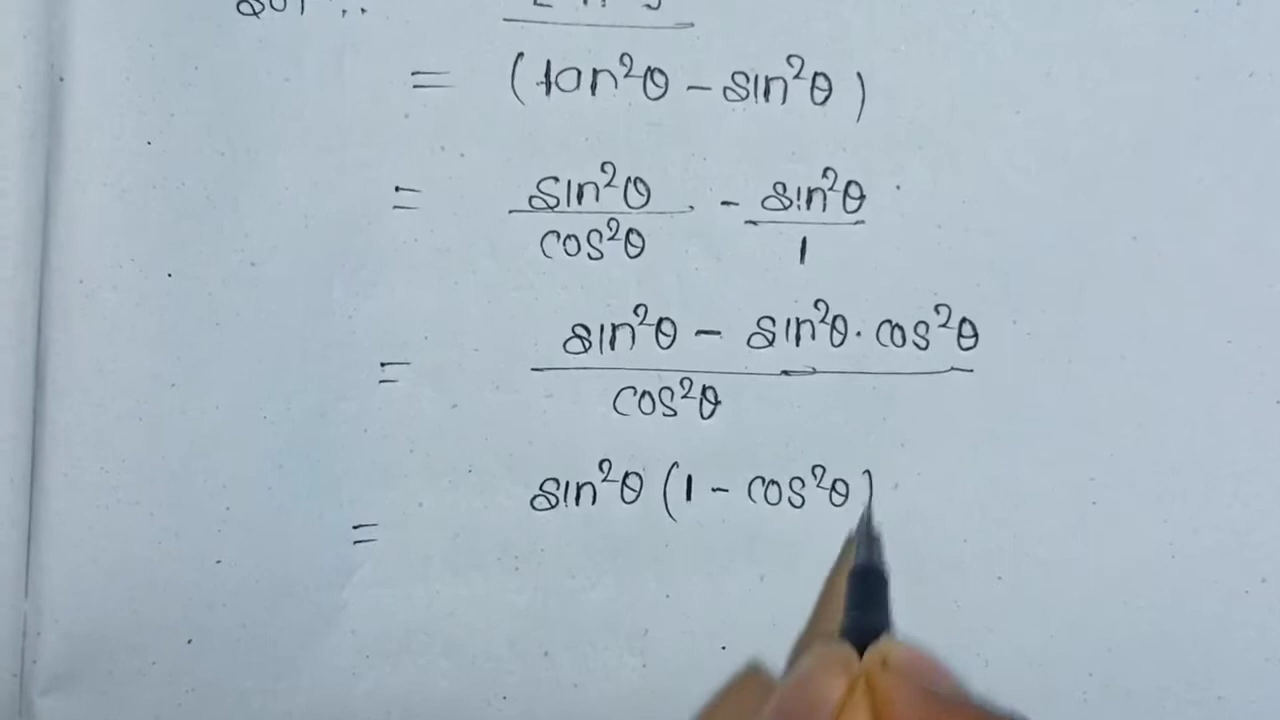 = (tan²θ - sin²θ)
= sin²θ/cos²θ - sin²θ/1
= sin²θ - sin²θ · cos²θ / cos²θ
= sin²θ (1 - cos²θ)